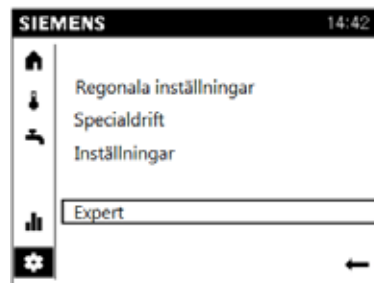 SIEMENS 14:42
Regonala inställningar
Specialdrift
Inställningar
Expert